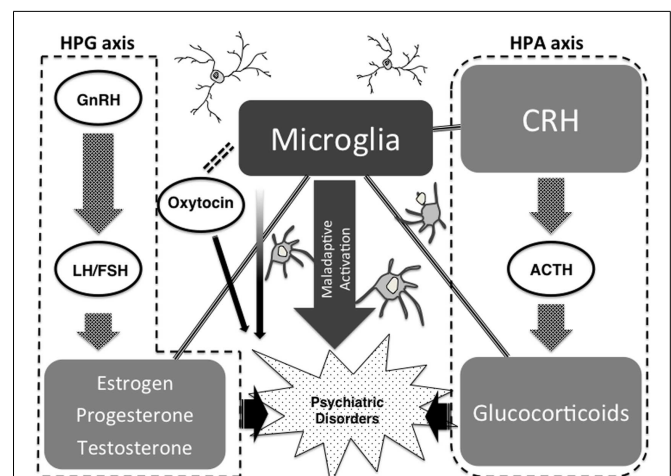 HPG axis
HPA axis
GnRH
Microglia
CRH
Oxytocin
LH/FSH
Maladaptive
Activation
ACTH
Estrogen
Progesterone
Testosterone
Psychiatric
Disorders
Glucocorticoids